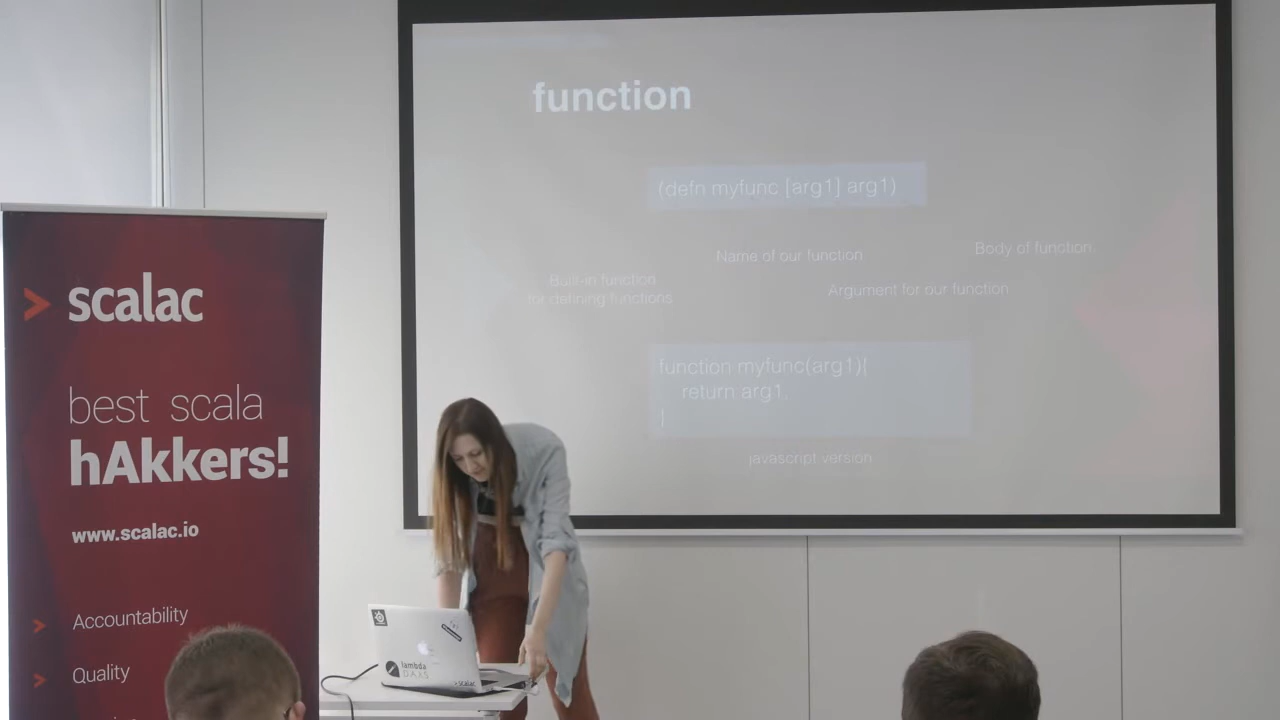 function
(defn myfunc [arg1] arg1)
Name of our function
Body of function
Built-in function
for defining functions
Argument for our function
function myfunc(arg1){
return arg1;
}
javascript version
> scalac
best scala
hAkkers!
www.scalac.io
Accountability
Quality
lambda
DAYS
scalac